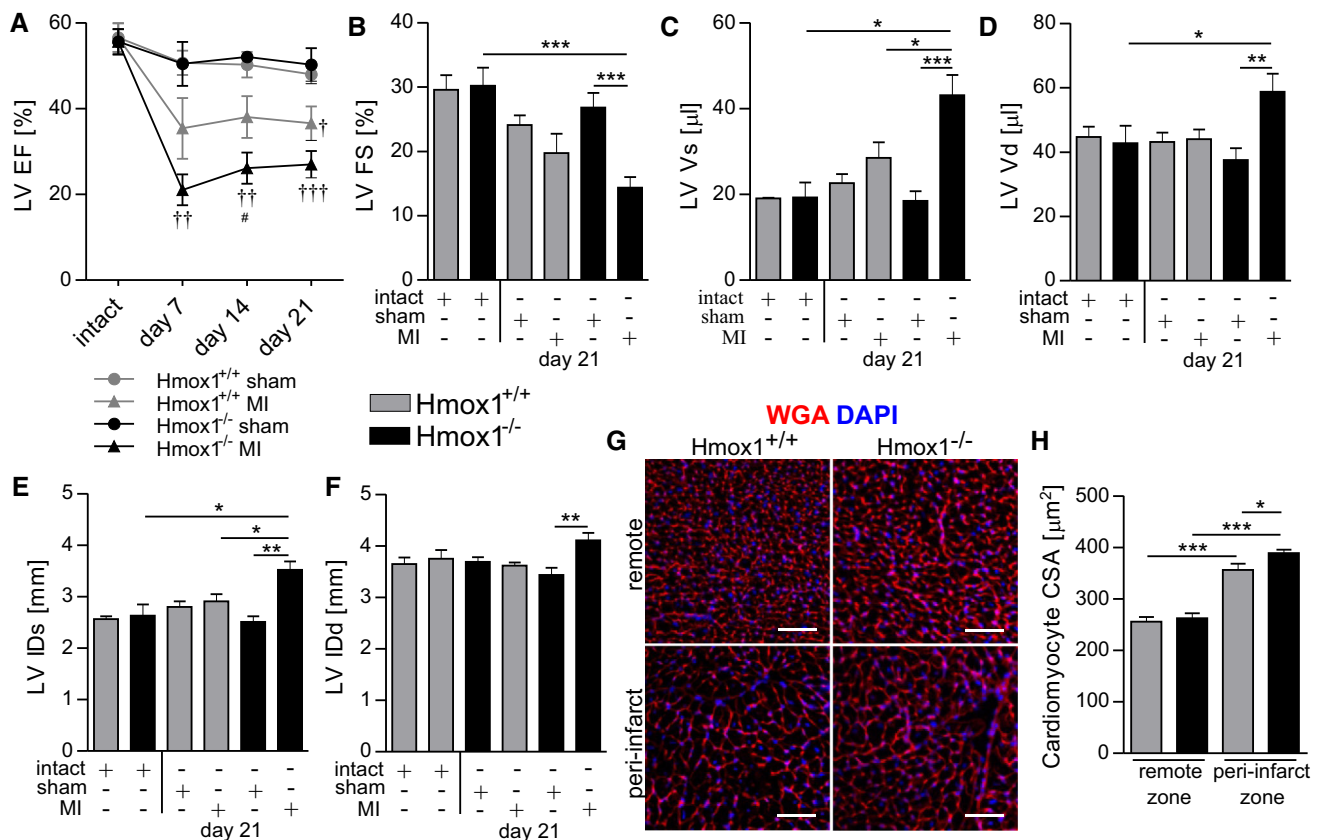 A
LV EF [%]
60
40
20
0
intact
day 7
day 14
day 21
†
††
††
#
†††
Hmox1+/+ sham
Hmox1+/+ MI
Hmox1-/- sham
Hmox1-/- MI
B
LV FS [%]
40
30
20
10
0
***
***
intact + + - - - -
sham - - + - + -
MI - - - + - +
day 21
C
LV Vs [µl]
60
40
20
0
*
*
***
intact + + - - - -
sham - - + - + -
MI - - - + - +
day 21
D
LV Vd [µl]
80
60
40
20
0
*
**
intact + + - - - -
sham - - + - + -
MI - - - + - +
day 21
Hmox1+/+
Hmox1-/-
E
LV IDs [mm]
5
4
3
2
1
0
*
*
**
intact + + - - - -
sham - - + - + -
MI - - - + - +
day 21
F
LV IDd [mm]
5
4
3
2
1
0
**
intact + + - - - -
sham - - + - + -
MI - - - + - +
day 21
G
WGA DAPI
Hmox1+/+ Hmox1-/-
remote
peri-infarct
H
Cardiomyocyte CSA [µm²]
500
400
300
200
100
0
***
***
*
remote zone
peri-infarct zone